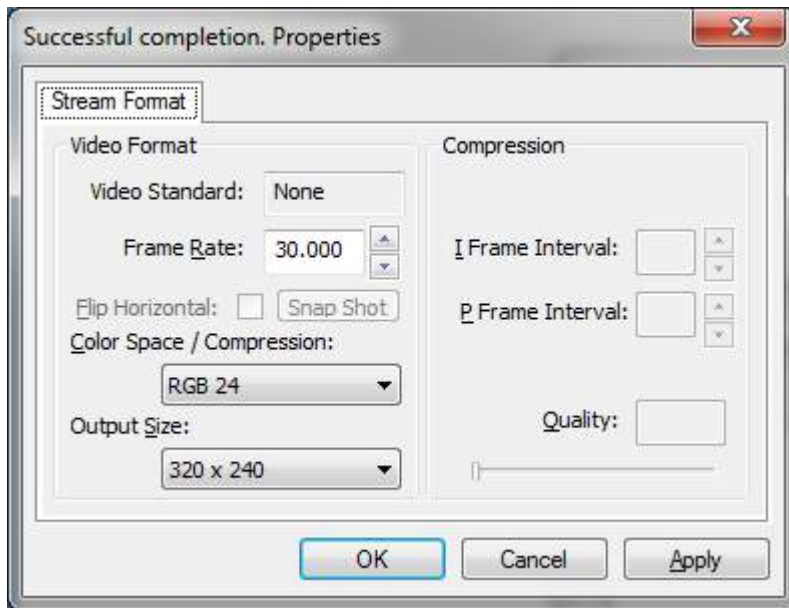 Successful completion. Properties
X
Stream Format
Video Format
Video Standard: None
Frame Rate: 30.000
Flip Horizontal: Snap Shot
Color Space / Compression:
RGB 24
Output Size:
320 x 240
Compression
I Frame Interval:
P Frame Interval:
Quality:
OK Cancel Apply